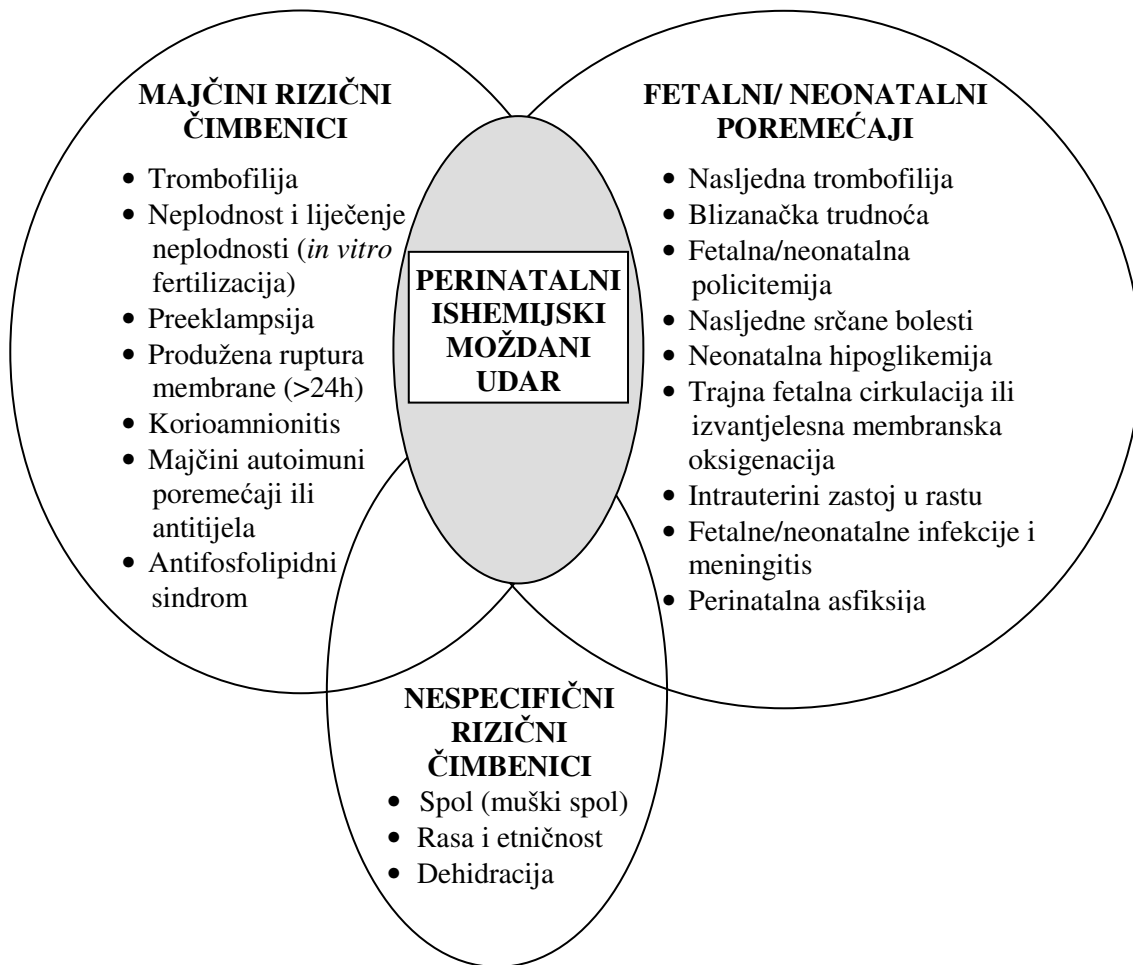 MAJČINI RIZIČNI
ČIMBENICI
• Trombofilija
• Neplodnost i liječenje
neplodnosti (in vitro
fertilizacija)
• Preeklampsija
• Produžena ruptura
membrane (>24h)
• Korioamnionitis
• Majčini autoimuni
poremećaji ili
antitijela
• Antifosfolipidni
sindrom
PERINATALNI
ISHEMIJSKI
MOŽDANI
UDAR
FETALNI/ NEONATALNI
POREMEĆAJI
• Nasljedna trombofilija
• Blizanačka trudnoća
• Fetalna/neonatalna
policitemija
• Nasljedne srčane bolesti
• Neonatalna hipoglikemija
• Trajna fetalna cirkulacija ili
izvantjelesna membranska
oksigenacija
• Intrauterini zastoj u rastu
• Fetalne/neonatalne infekcije i
meningitis
• Perinatalna asfiksija
NESPECIFIČNI
RIZIČNI
ČIMBENICI
• Spol (muški spol)
• Rasa i etničnost
• Dehidracija